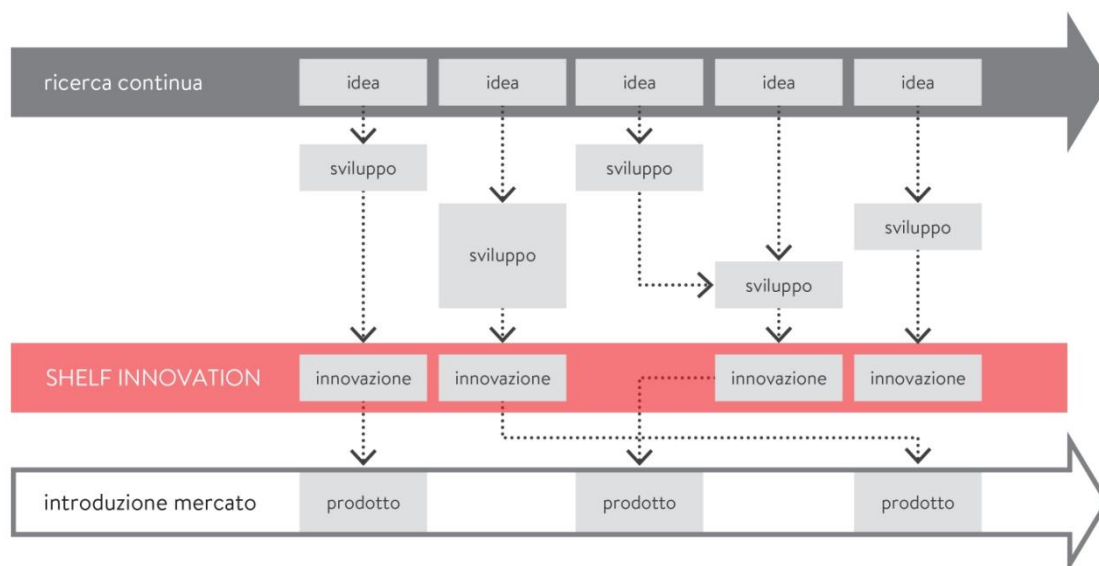 ricerca continua
idea
idea
idea
idea
idea
sviluppo
sviluppo
sviluppo
sviluppo
sviluppo
SHELF INNOVATION
innovazione
innovazione
innovazione
innovazione
introduzione mercato
prodotto
prodotto
prodotto